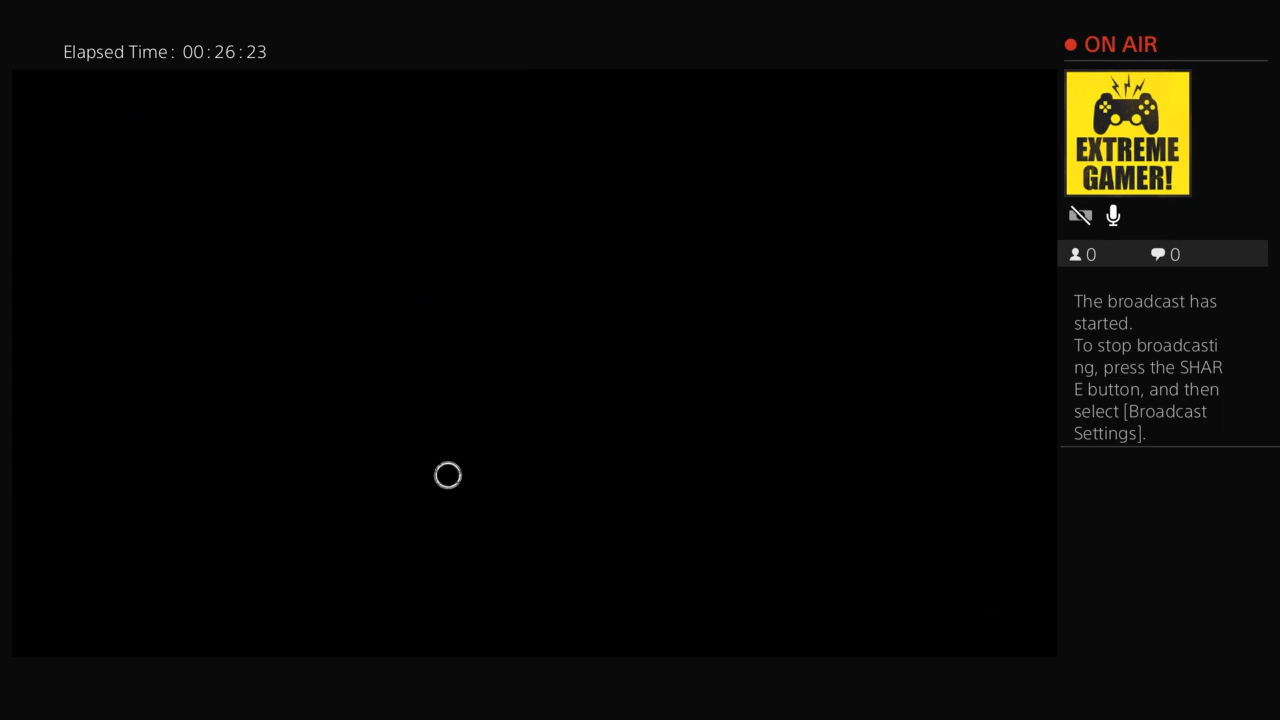 Elapsed Time: 00:26:23
ON AIR
EXTREME
GAMER!
0 0
The broadcast has
started.
To stop broadcasti
ng, press the SHAR
E button, and then
select [Broadcast
Settings].